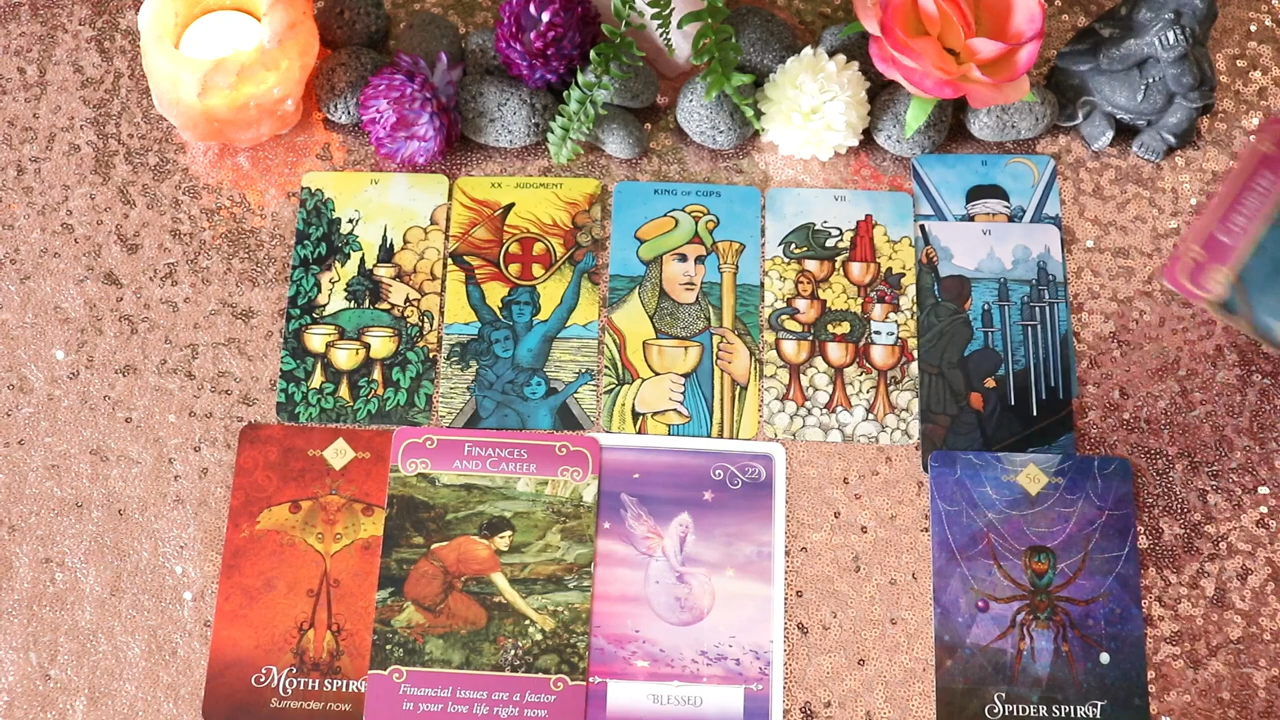 IV
XX - JUDGMENT
KING OF CUPS
VII
II
VI
39
MOTH SPIRIT
Surrender now.
FINANCES
AND CAREER
Financial issues are a factor
in your love life right now.
22
BLESSED
56
SPIDER SPIRIT